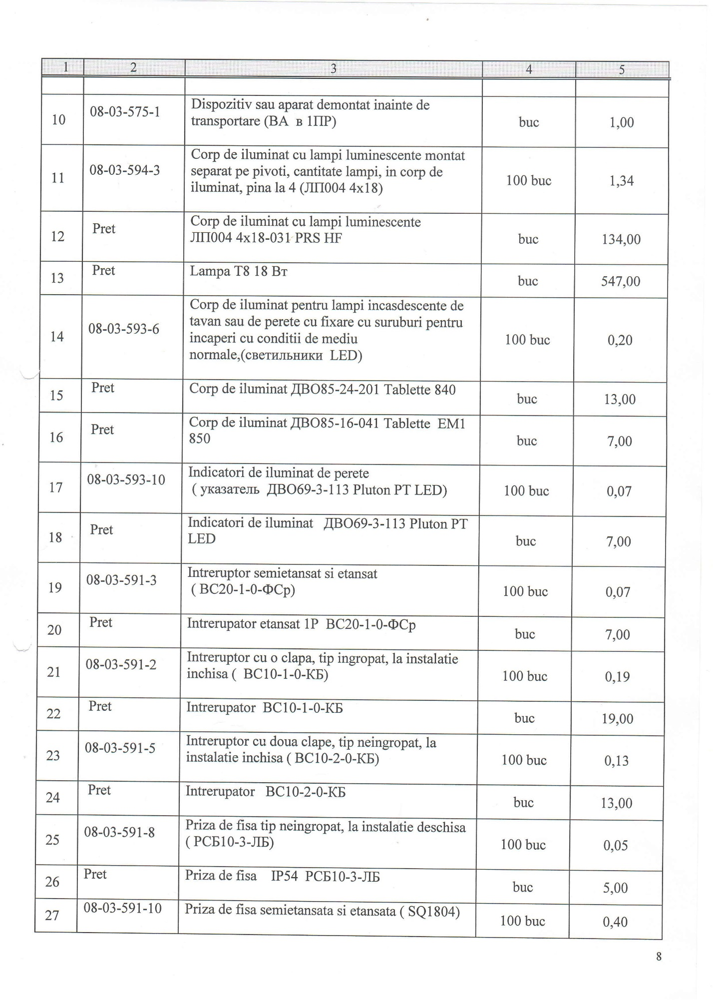 1 2 3 4 5
10 08-03-575-1 Dispozitiv sau aparat demontat inainte de
transportare (ВА в 1ПР) buc 1,00
11 08-03-594-3 Corp de iluminat cu lampi luminescente montat
separat pe pivoti, cantitate lampi, in corp de
iluminat, pina la 4 (ЛП004 4x18) 100 buc 1,34
12 Pret Corp de iluminat cu lampi luminescente
ЛП004 4x18-031 PRS HF buc 134,00
13 Pret Lampa T8 18 Вт buc 547,00
14 08-03-593-6 Corp de iluminat pentru lampi incasdescente de
tavan sau de perete cu fixare cu suruburi pentru
incaperi cu conditii de mediu
normale,(светильники LED) 100 buc 0,20
15 Pret Corp de iluminat ДВО85-24-201 Tablette 840 buc 13,00
16 Pret Corp de iluminat ДВО85-16-041 Tablette EM1
850 buc 7,00
17 08-03-593-10 Indicatori de iluminat de perete
( указатель ДВО69-3-113 Pluton PT LED) 100 buc 0,07
18 Pret Indicatori de iluminat ДВО69-3-113 Pluton PT
LED buc 7,00
19 08-03-591-3 Intreruptor semietansat si etansat
( ВС20-1-0-ФСр) 100 buc 0,07
20 Pret Intrerupator etansat 1P ВС20-1-0-ФСр buc 7,00
21 08-03-591-2 Intreruptor cu o clapa, tip ingropat, la instalatie
inchisa ( ВС10-1-0-КБ) 100 buc 0,19
22 Pret Intrerupator ВС10-1-0-КБ buc 19,00
23 08-03-591-5 Intreruptor cu doua clape, tip neingropat, la
instalatie inchisa ( ВС10-2-0-КБ) 100 buc 0,13
24 Pret Intrerupator ВС10-2-0-КБ buc 13,00
25 08-03-591-8 Priza de fisa tip neingropat, la instalatie deschisa
( РСБ10-3-ЛБ) 100 buc 0,05
26 Pret Priza de fisa IP54 РСБ10-3-ЛБ buc 5,00
27 08-03-591-10 Priza de fisa semietansata si etansata ( SQ1804) 100 buc 0,40
8